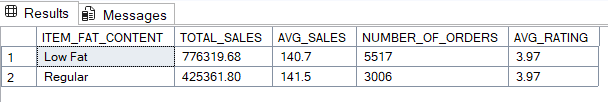 Results Messages
ITEM_FAT_CONTENT TOTAL_SALES AVG_SALES NUMBER_OF_ORDERS AVG_RATING
1 Low Fat 776319.68 140.7 5517 3.97
2 Regular 425361.80 141.5 3006 3.97